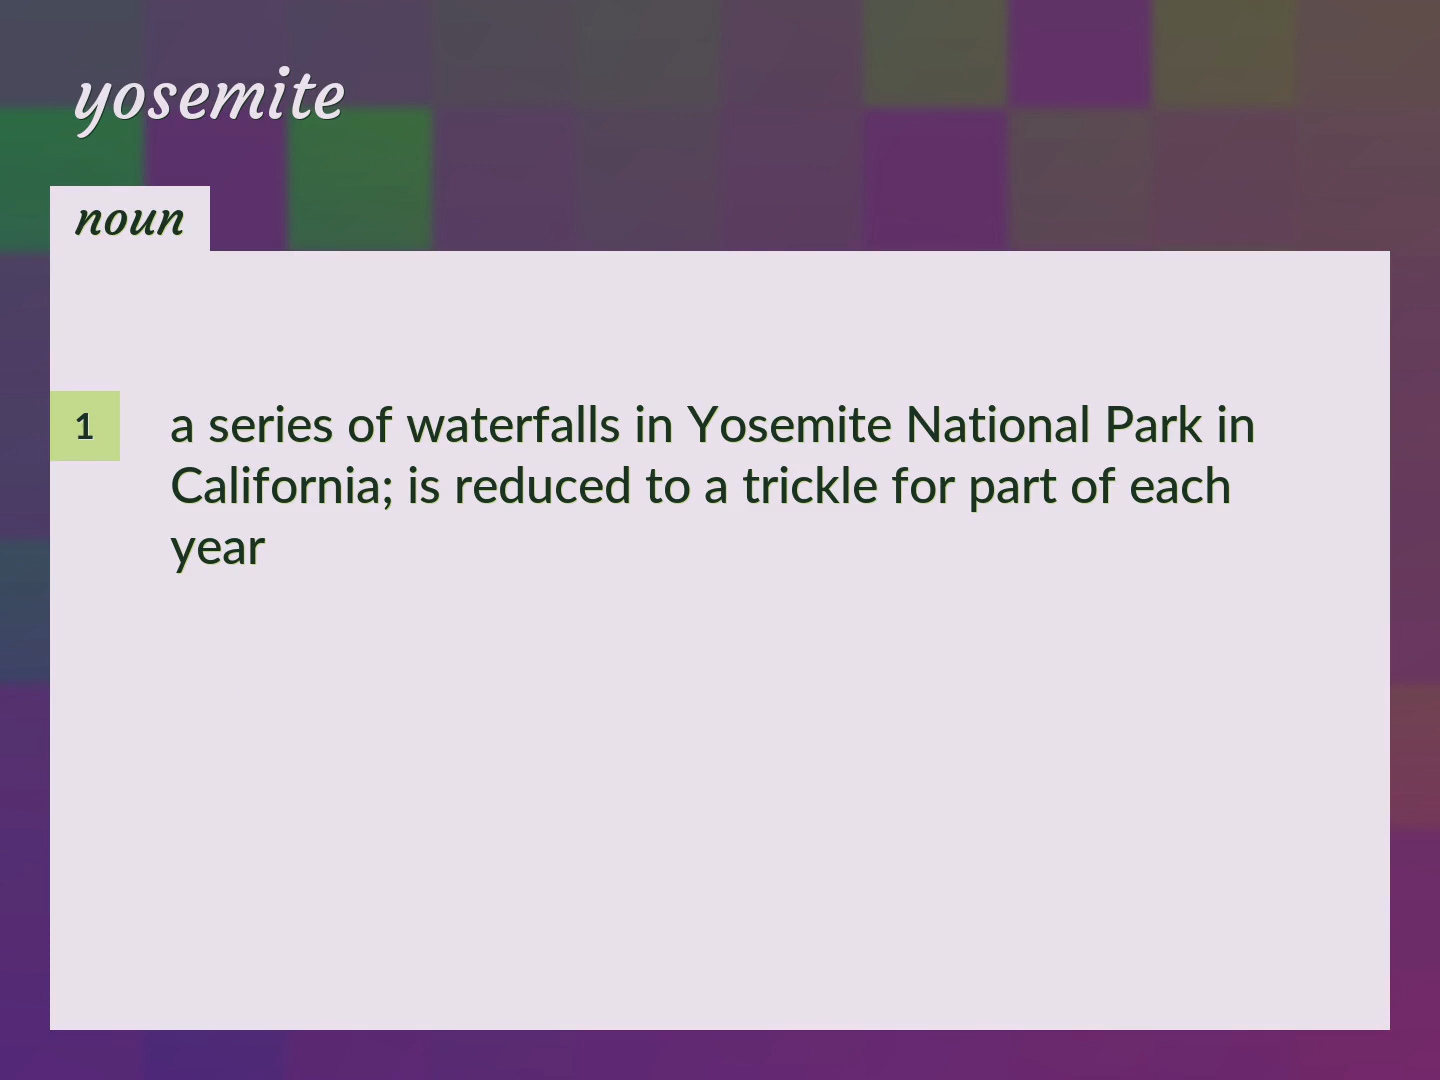 yosemite
noun
1
a series of waterfalls in Yosemite National Park in
California; is reduced to a trickle for part of each
year